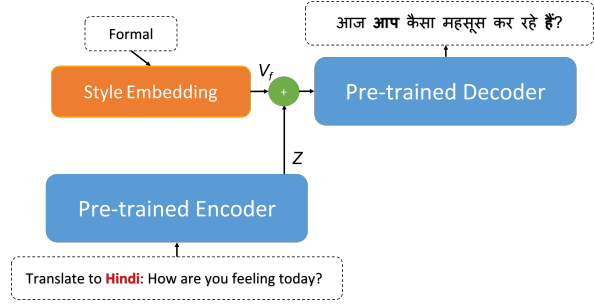 Formal
आज आप कैसा महसूस कर रहे हैं?
Style Embedding
V_f
+
Pre-trained Decoder
Z
Pre-trained Encoder
Translate to Hindi: How are you feeling today?